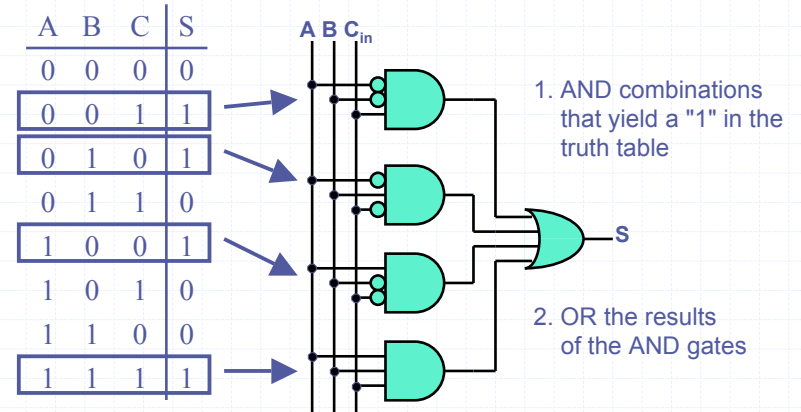 A B C S
0 0 0 0
0 0 1 1
0 1 0 1
0 1 1 0
1 0 0 1
1 0 1 0
1 1 0 0
1 1 1 1
A B Cin
S
1. AND combinations
that yield a "1" in the
truth table
2. OR the results
of the AND gates